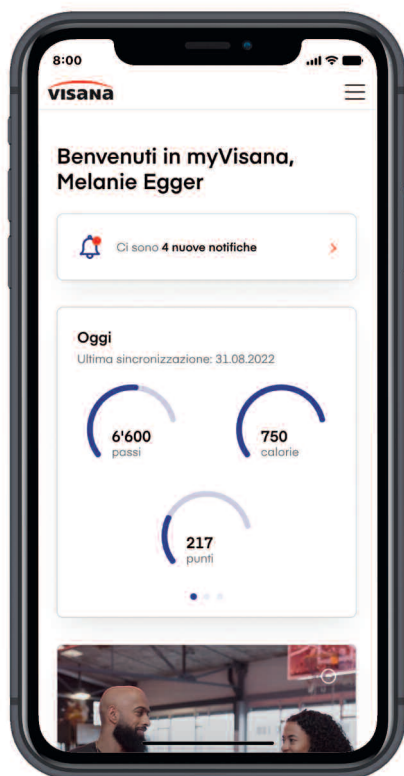 8:00
VISANA
Benvenuti in myVisana,
Melanie Egger
Ci sono 4 nuove notifiche
Oggi
Ultima sincronizzazione: 31.08.2022
6'600
passi
750
calorie
217
punti